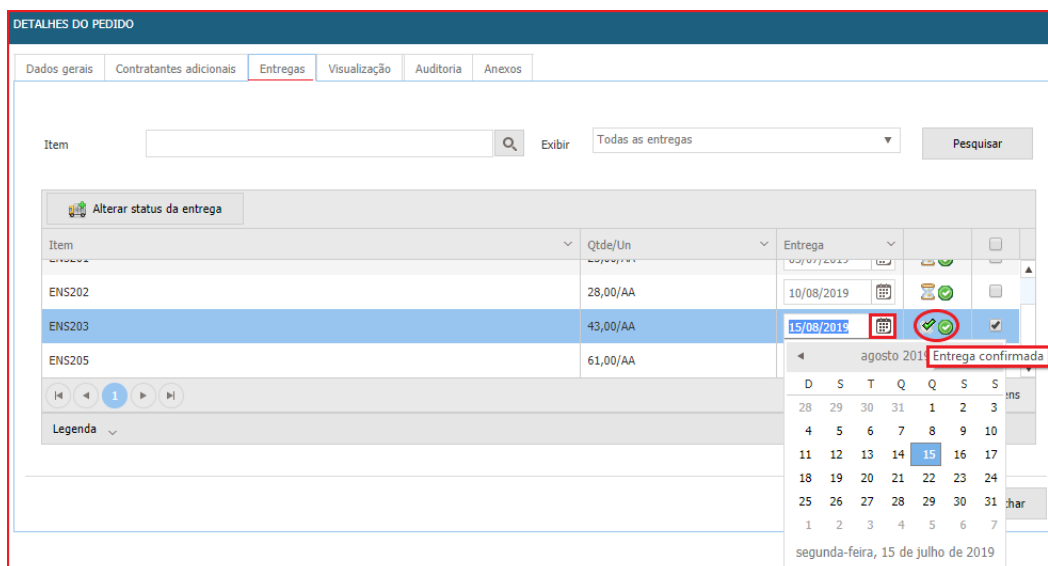 DETALHES DO PEDIDO
Dados gerais Contratantes adicionais Entregas Visualização Auditoria Anexos
Item Exibir Todas as entregas Pesquisar
Alterar status da entrega
Item Qtde/Un Entrega
ENS202 28,00/AA 10/08/2019
ENS203 43,00/AA 15/08/2019
agosto 201 Entrega confirmada
ENS205 61,00/AA
D S T Q Q S S
1 ens
28 29 30 31 1 2 3
Legenda
4 5 6 7 8 9 10
11 12 13 14 15 16 17
18 19 20 21 22 23 24
25 26 27 28 29 30 31 har
1 2 3 4 5 6 7
segunda-feira, 15 de julho de 2019